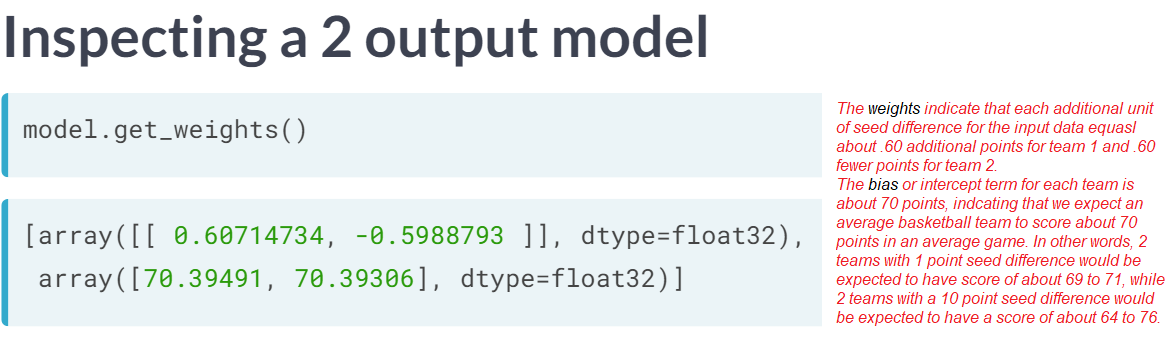 Inspecting a 2 output model
model.get_weights()
[array([[ 0.60714734, -0.5988793 ]], dtype=float32),
array([70.39491, 70.39306], dtype=float32)]
The weights indicate that each additional unit
of seed difference for the input data equasl
about .60 additional points for team 1 and .60
fewer points for team 2.
The bias or intercept term for each team is
about 70 points, indcating that we expect an
average basketball team to score about 70
points in an average game. In other words, 2
teams with 1 point seed difference would be
expected to have score of about 69 to 71, while
2 teams with a 10 point seed difference would
be expected to have a score of about 64 to 76.